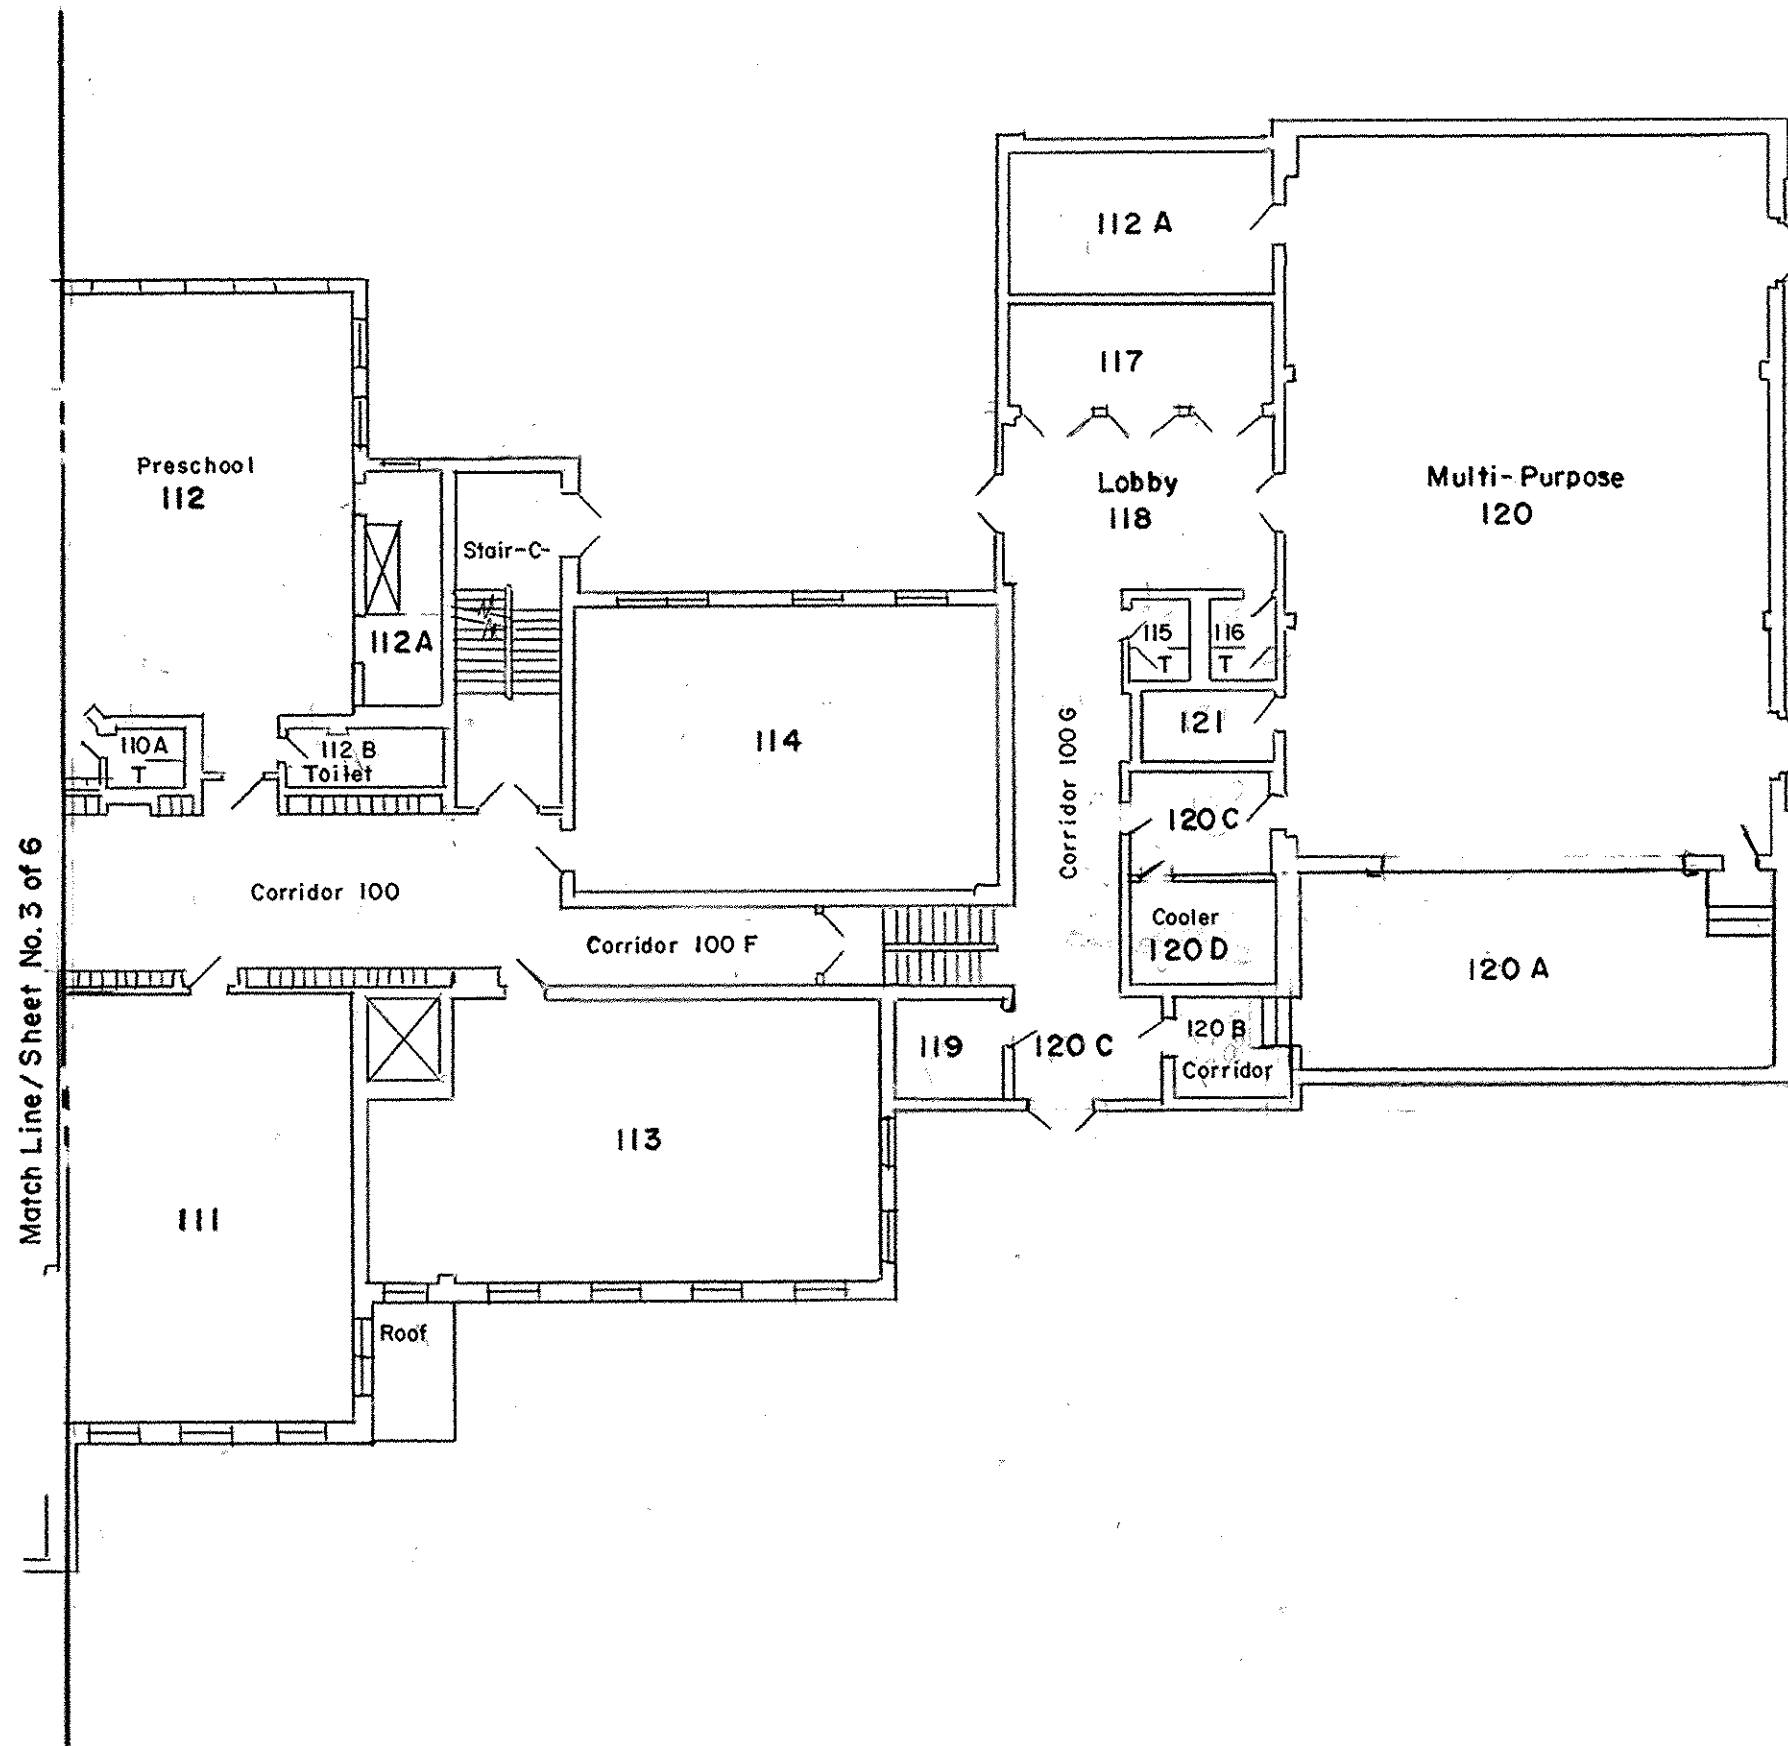 112 A
117
Preschool
112
Lobby
118
Multi-Purpose
120
Stair-C-
112A
115
T
116
T
110A
T
112 B
Toilet
114
121
Corridor 100 G
120 C
Corridor 100
Corridor 100 F
Cooler
120 D
120 A
Match Line/Sheet No. 3 of 6
119
120 C
120 B
Corridor
113
111
Roof